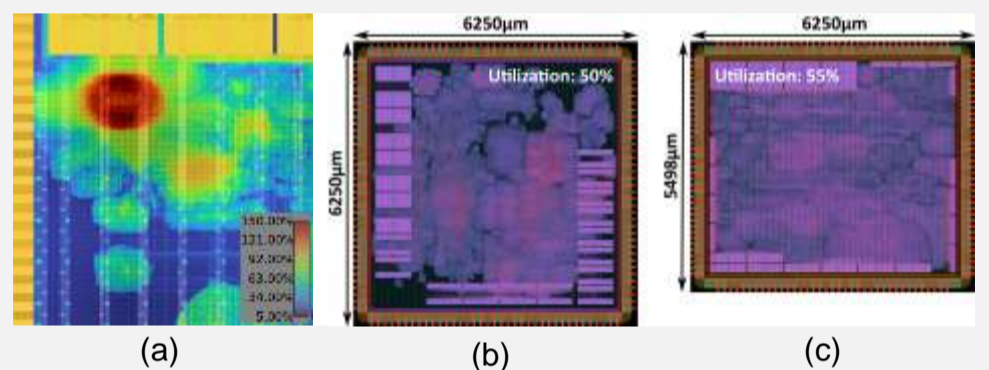 6250μm
6250μm
Utilization: 50%
Utilization: 55%
6250μm
5498μm
150.00%
121.00%
92.00%
63.00%
34.00%
5.00%
(a)
(b)
(c)